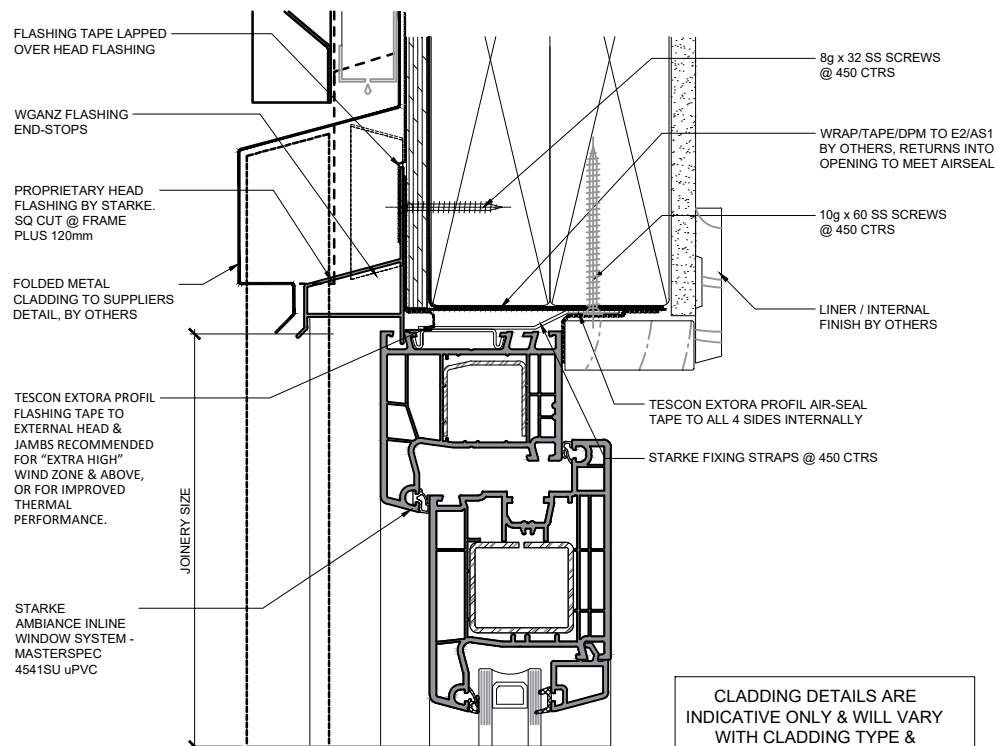 FLASHING TAPE LAPPED
OVER HEAD FLASHING
WGANZ FLASHING
END-STOPS
PROPRIETARY HEAD
FLASHING BY STARKE.
SQ CUT @ FRAME
PLUS 120mm
FOLDED METAL
CLADDING TO SUPPLIERS
DETAIL, BY OTHERS
TESCON EXTORA PROFIL
FLASHING TAPE TO
EXTERNAL HEAD &
JAMBS RECOMMENDED
FOR “EXTRA HIGH”
WIND ZONE & ABOVE,
OR FOR IMPROVED
THERMAL
PERFORMANCE.
JOINERY SIZE
STARKE
AMBIANCE INLINE
WINDOW SYSTEM -
MASTERSPEC
4541SU uPVC
8g x 32 SS SCREWS
@ 450 CTRS
WRAP/TAPE/DPM TO E2/AS1
BY OTHERS, RETURNS INTO
OPENING TO MEET AIRSEAL
10g x 60 SS SCREWS
@ 450 CTRS
LINER / INTERNAL
FINISH BY OTHERS
TESCON EXTORA PROFIL AIR-SEAL
TAPE TO ALL 4 SIDES INTERNALLY
STARKE FIXING STRAPS @ 450 CTRS
CLADDING DETAILS ARE
INDICATIVE ONLY & WILL VARY
WITH CLADDING TYPE &